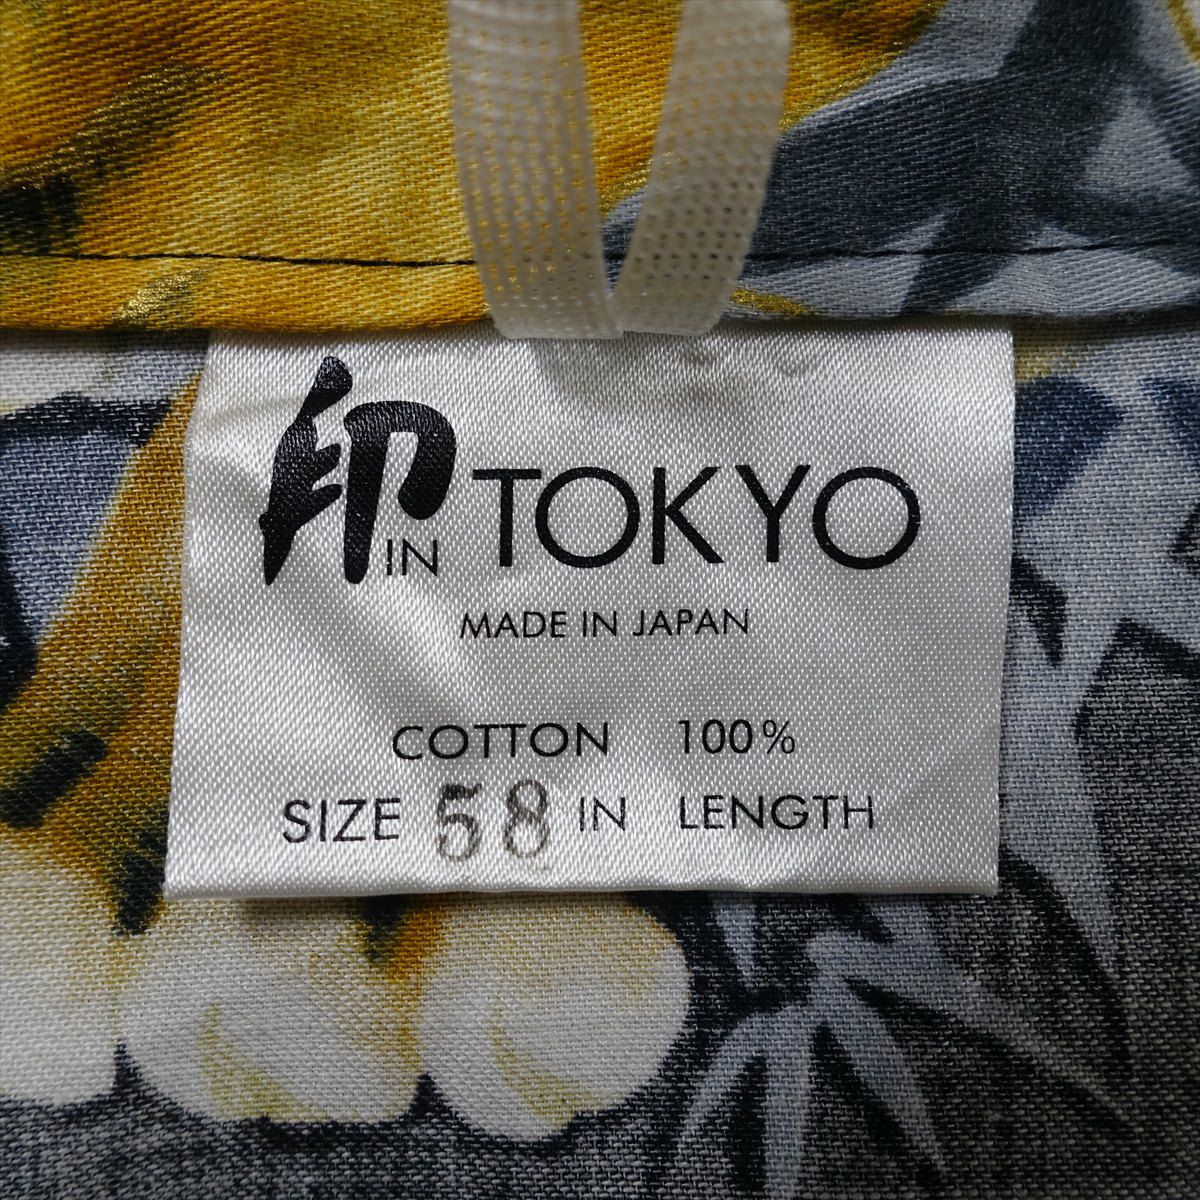 印 IN TOKYO
MADE IN JAPAN
COTTON 100%
SIZE 58 IN LENGTH